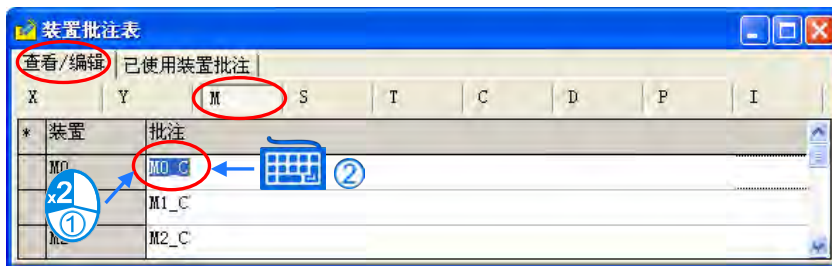 装置批注表
查看/编辑 已使用装置批注
X Y M S T C D P I
* 装置 批注
M0 M0_C
②
x2
① M1_C
M2 M2_C